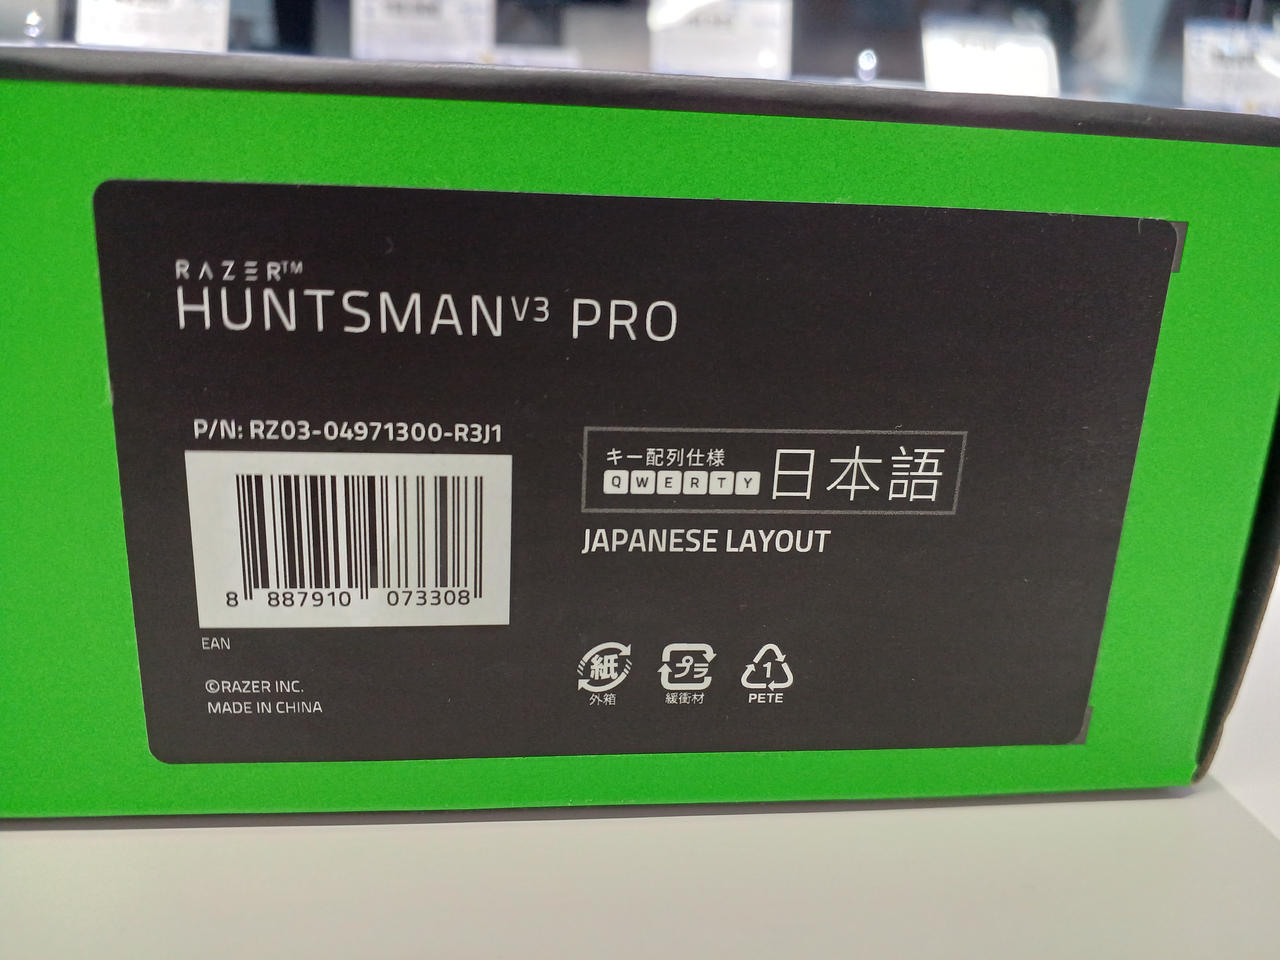 RAZER™
HUNTSMAN V3 PRO
P/N: RZ03-04971300-R3J1
8 887910 073308
EAN
©RAZER INC.
MADE IN CHINA
キー配列仕様
QWERTY 日本語
JAPANESE LAYOUT
紙
外箱
プラ
緩衝材
1
PETE